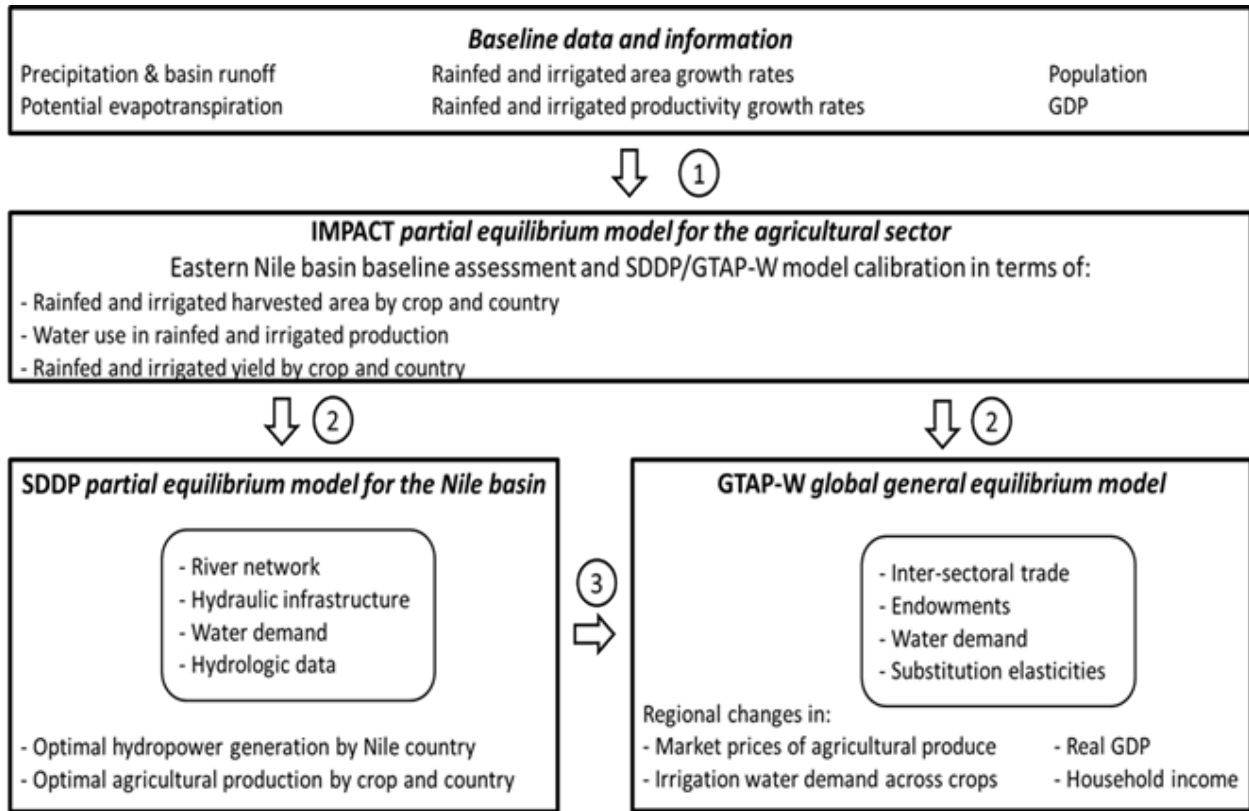 Baseline data and information
Precipitation & basin runoff Rainfed and irrigated area growth rates Population
Potential evapotranspiration Rainfed and irrigated productivity growth rates GDP
1
IMPACT partial equilibrium model for the agricultural sector
Eastern Nile basin baseline assessment and SDDP/GTAP-W model calibration in terms of:
- Rainfed and irrigated harvested area by crop and country
- Water use in rainfed and irrigated production
- Rainfed and irrigated yield by crop and country
2
2
SDDP partial equilibrium model for the Nile basin
- River network
- Hydraulic infrastructure
- Water demand
- Hydrologic data
- Optimal hydropower generation by Nile country
- Optimal agricultural production by crop and country
3
GTAP-W global general equilibrium model
- Inter-sectoral trade
- Endowments
- Water demand
- Substitution elasticities
Regional changes in:
- Market prices of agricultural produce - Real GDP
- Irrigation water demand across crops - Household income